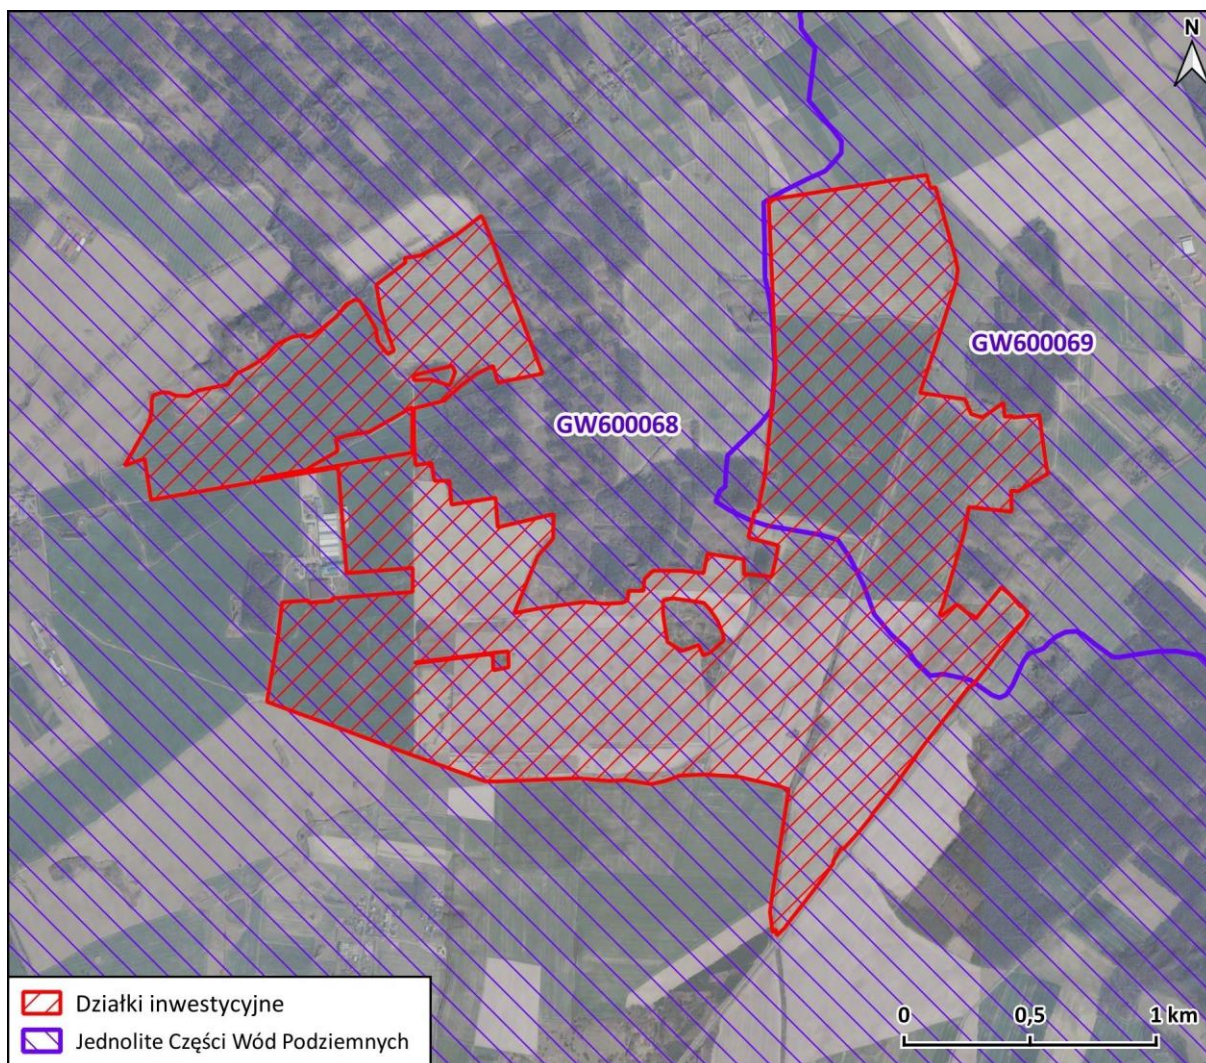 N
GW600069
GW600068
Działki inwestycyjne
Jednolite Części Wód Podziemnych
0 0,5 1 km